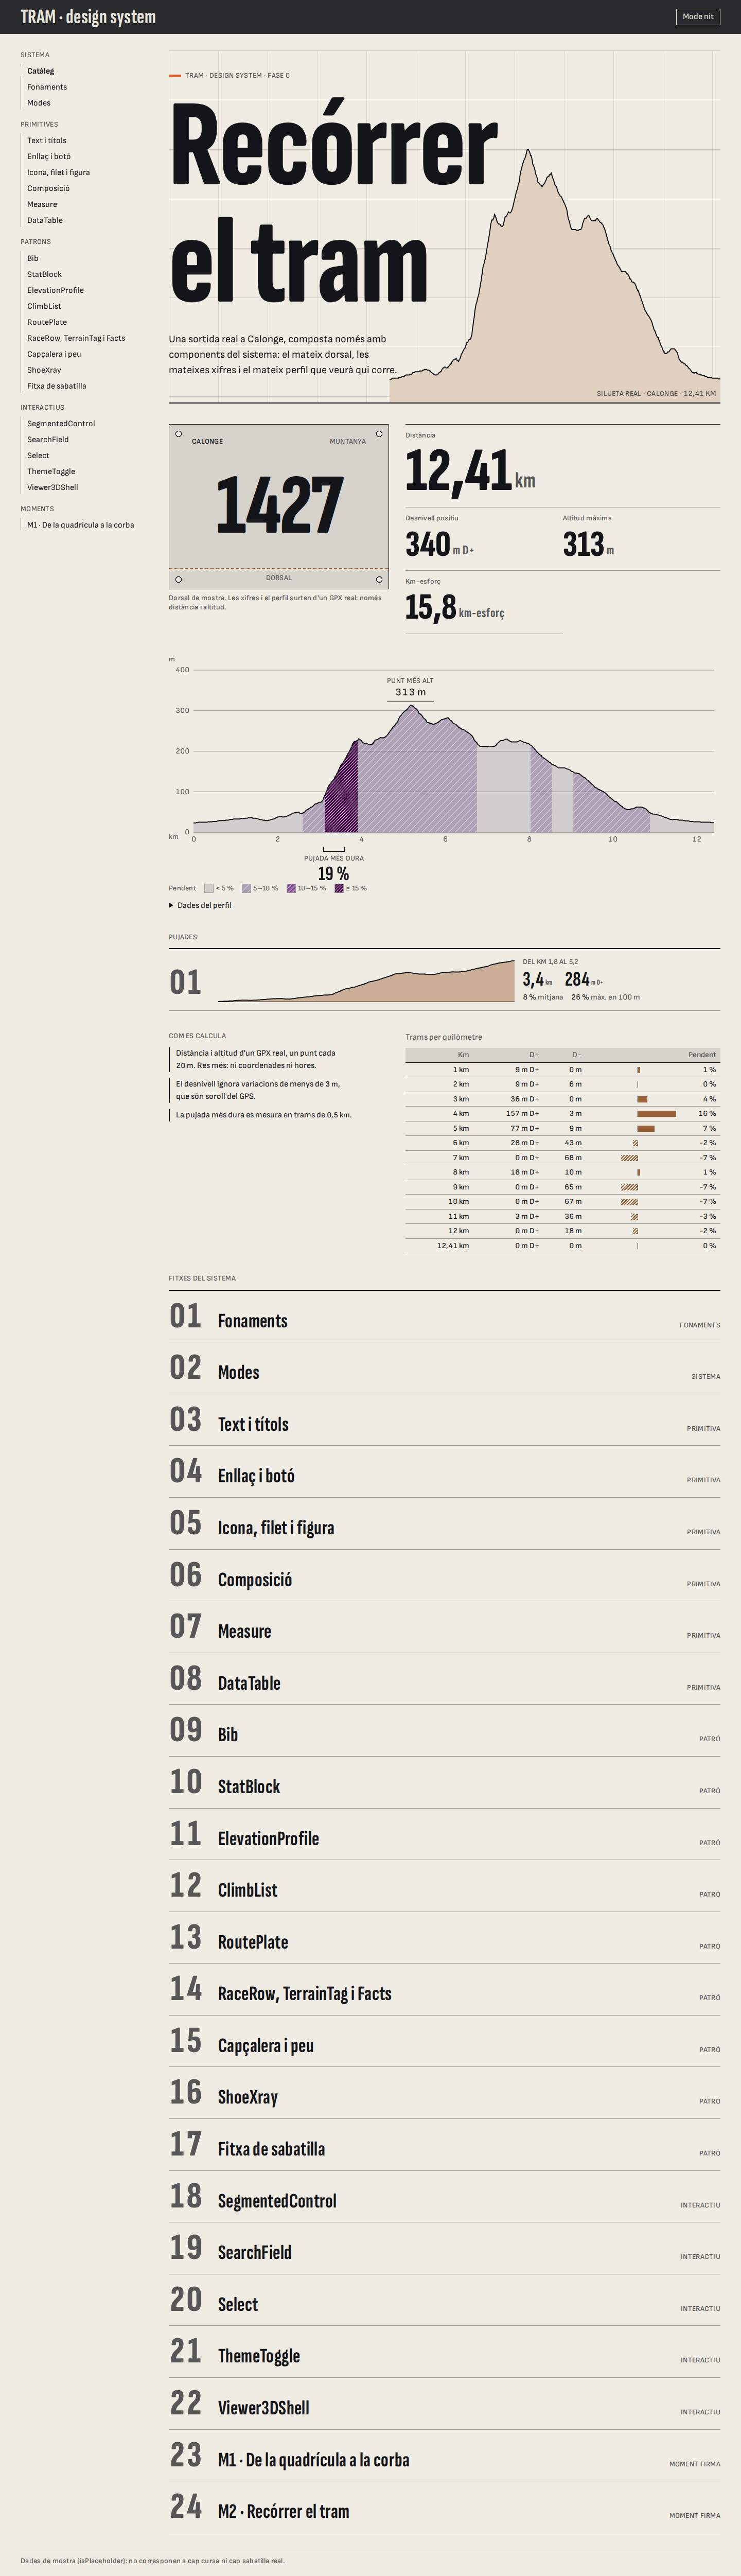 TRAM · design system
Mode nit
SISTEMA
Catàleg
Fonaments
Modes
PRIMITIVES
Text i títols
Enllaç i botó
Icona, filet i figura
Composició
Measure
DataTable
PATRONS
Bib
StatBlock
ElevationProfile
ClimbList
RoutePlate
RaceRow, TerrainTag i Facts
Capçalera i peu
ShoeXray
Fitxa de sabatilla
INTERACTIUS
SegmentedControl
SearchField
Select
ThemeToggle
Viewer3DShell
MOMENTS
M1 · De la quadrícula a la corba
TRAM · DESIGN SYSTEM · FASE 0
Recórrer
el tram
Una sortida real a Calonge, composta només amb
components del sistema: el mateix dorsal, les
mateixes xifres i el mateix perfil que veurà qui corre.
SILUETA REAL · CALONGE · 12,41 KM
CALONGE
MUNTANYA
1427
DORSAL
Dorsal de mostra. Les xifres i el perfil surten d'un GPX real: només
distància i altitud.
Distància
12,41 km
Desnivell positiu
340 m D+
Altitud màxima
313 m
Km-esforç
15,8 km-esforç
m
400
300
200
100
0
PUNT MÉS ALT
313 m
km
0 2 4 6 8 10 12
PUJADA MÉS DURA
19 %
Pendent < 5 % 5–10 % 10–15 % ≥ 15 %
Dades del perfil
PUJADES
01
DEL KM 1,8 AL 5,2
3,4 km 284 m D+
8 % mitjana 26 % màx. en 100 m
COM ES CALCULA
Distància i altitud d'un GPX real, un punt cada
20 m. Res més: ni coordenades ni hores.
El desnivell ignora variacions de menys de 3 m,
que són soroll del GPS.
La pujada més dura es mesura en trams de 0,5 km.
Trams per quilòmetre
Km D+ D− Pendent
1 km 9 m D+ 0 m 1 %
2 km 9 m D+ 6 m 0 %
3 km 36 m D+ 0 m 4 %
4 km 157 m D+ 3 m 16 %
5 km 77 m D+ 9 m 7 %
6 km 28 m D+ 43 m -2 %
7 km 0 m D+ 68 m -7 %
8 km 18 m D+ 10 m 1 %
9 km 0 m D+ 65 m -7 %
10 km 0 m D+ 67 m -7 %
11 km 3 m D+ 36 m -3 %
12 km 0 m D+ 18 m -2 %
12,41 km 0 m D+ 0 m 0 %
FITXES DEL SISTEMA
01 Fonaments FONAMENTS
02 Modes SISTEMA
03 Text i títols PRIMITIVA
04 Enllaç i botó PRIMITIVA
05 Icona, filet i figura PRIMITIVA
06 Composició PRIMITIVA
07 Measure PRIMITIVA
08 DataTable PRIMITIVA
09 Bib PATRÓ
10 StatBlock PATRÓ
11 ElevationProfile PATRÓ
12 ClimbList PATRÓ
13 RoutePlate PATRÓ
14 RaceRow, TerrainTag i Facts PATRÓ
15 Capçalera i peu PATRÓ
16 ShoeXray PATRÓ
17 Fitxa de sabatilla PATRÓ
18 SegmentedControl INTERACTIU
19 SearchField INTERACTIU
20 Select INTERACTIU
21 ThemeToggle INTERACTIU
22 Viewer3DShell INTERACTIU
23 M1 · De la quadrícula a la corba MOMENT FIRMA
24 M2 · Recórrer el tram MOMENT FIRMA
Dades de mostra (isPlaceholder): no corresponen a cap cursa ni cap sabatilla real.